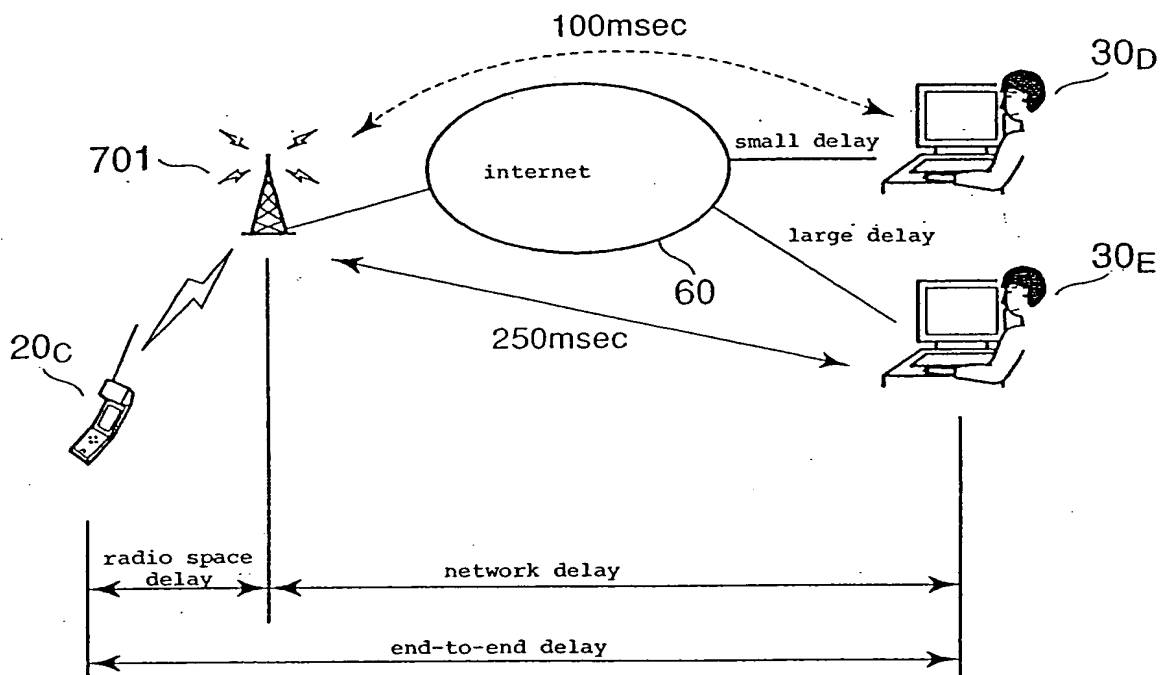 100msec
30D
701
small delay
internet
large delay
30E
60
250msec
20C
radio space
delay
network delay
end-to-end delay